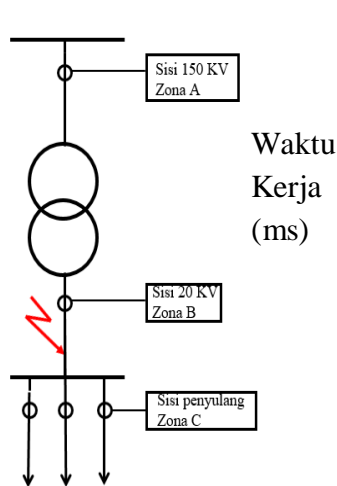 Sisi 150 KV
Zona A
Waktu
Kerja
(ms)
Sisi 20 KV
Zona B
Sisi penyulang
Zona C